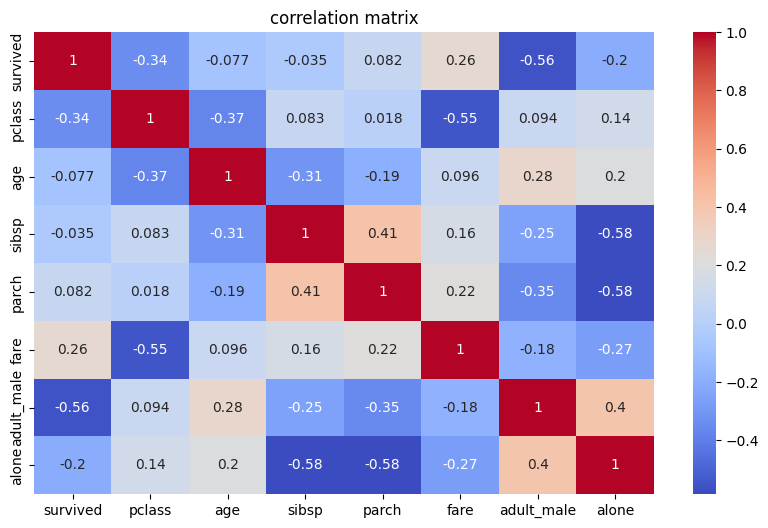 correlation matrix
survived 1 -0.34 -0.077 -0.035 0.082 0.26 -0.56 -0.2
pclass -0.34 1 -0.37 0.083 0.018 -0.55 0.094 0.14
age -0.077 -0.37 1 -0.31 -0.19 0.096 0.28 0.2
sibsp -0.035 0.083 -0.31 1 0.41 0.16 -0.25 -0.58
parch 0.082 0.018 -0.19 0.41 1 0.22 -0.35 -0.58
fare 0.26 -0.55 0.096 0.16 0.22 1 -0.18 -0.27
adult_male -0.56 0.094 0.28 -0.25 -0.35 -0.18 1 0.4
alone -0.2 0.14 0.2 -0.58 -0.58 -0.27 0.4 1
survived pclass age sibsp parch fare adult_male alone
1.0
0.8
0.6
0.4
0.2
0.0
−0.2
−0.4